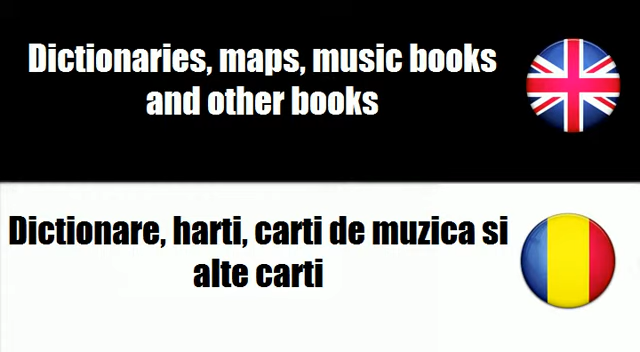 Dictionaries, maps, music books
and other books
Dictionare, harti, carti de muzica si
alte carti